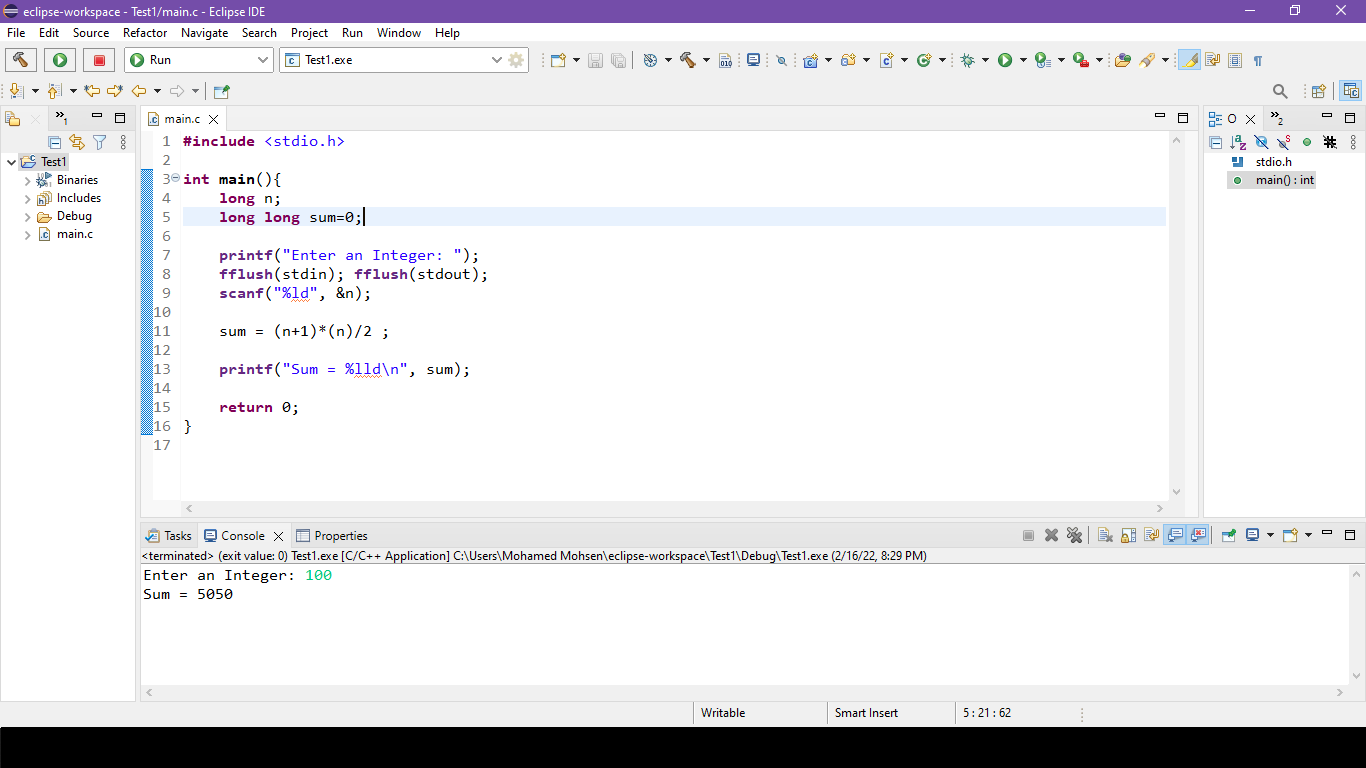 eclipse-workspace - Test1/main.c - Eclipse IDE
File Edit Source Refactor Navigate Search Project Run Window Help
Run Test1.exe
main.c
Test1
Binaries
Includes
Debug
main.c
1 #include <stdio.h>
2
3 int main(){
4 long n;
5 long long sum=0;
6
7 printf("Enter an Integer: ");
8 fflush(stdin); fflush(stdout);
9 scanf("%ld", &n);
10
11 sum = (n+1)*(n)/2 ;
12
13 printf("Sum = %lld\n", sum);
14
15 return 0;
16 }
17
O
stdio.h
main() : int
Tasks Console Properties
<terminated> (exit value: 0) Test1.exe [C/C++ Application] C:\Users\Mohamed Mohsen\eclipse-workspace\Test1\Debug\Test1.exe (2/16/22, 8:29 PM)
Enter an Integer: 100
Sum = 5050
Writable Smart Insert 5 : 21 : 62